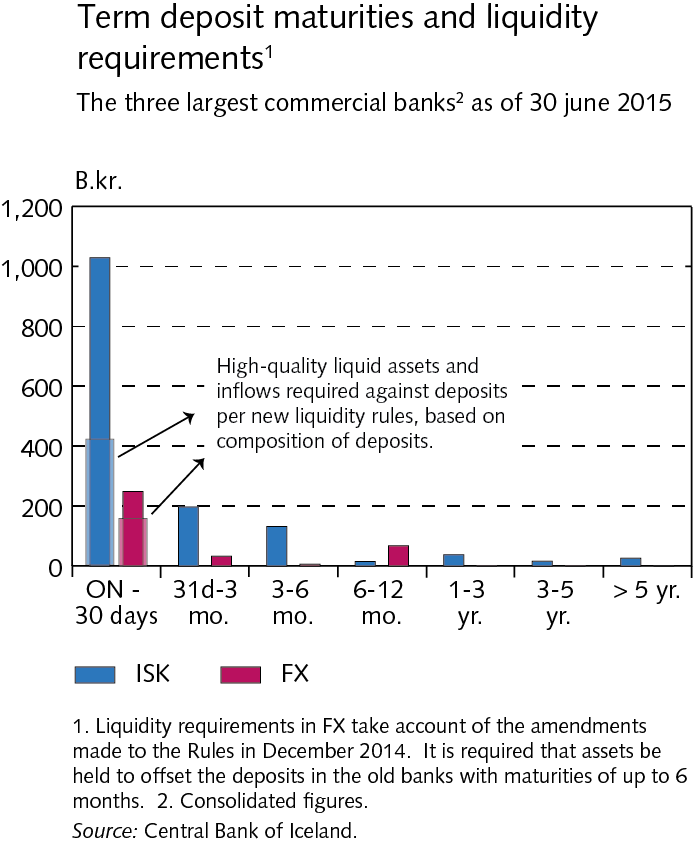 Term deposit maturities and liquidity
requirements¹
The three largest commercial banks² as of 30 june 2015
B.kr.
1,200
1,000
800
600
400
200
0
High-quality liquid assets and
inflows required against deposits
per new liquidity rules, based on
composition of deposits.
ON -
30 days
31d-3
mo.
3-6
mo.
6-12
mo.
1-3
yr.
3-5
yr.
> 5 yr.
ISK
FX
1. Liquidity requirements in FX take account of the amendments
made to the Rules in December 2014.  It is required that assets be
held to offset the deposits in the old banks with maturities of up to 6
months.  2. Consolidated figures.
Source: Central Bank of Iceland.